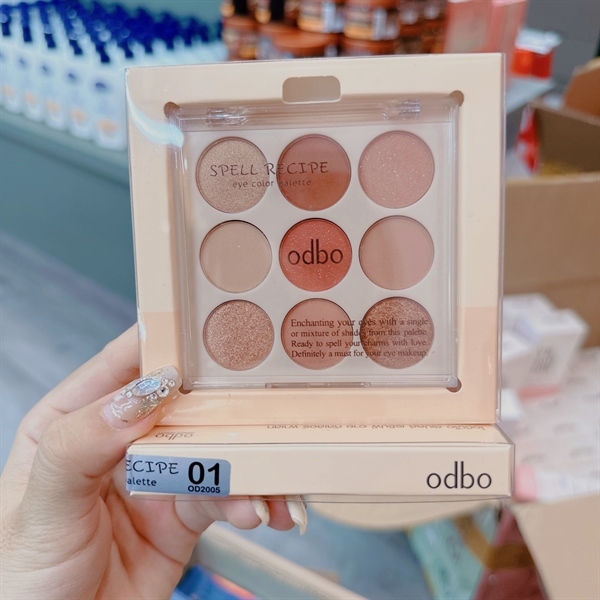 SPELL RECIPE
eye color palette
odbo
Enchanting your eyes with a single
or mixture of shades from this palette.
Ready to spell your charms with love.
Definitely a must for your eye makeup.
odbo
ECIPE
alette
01
OD2005
odbo